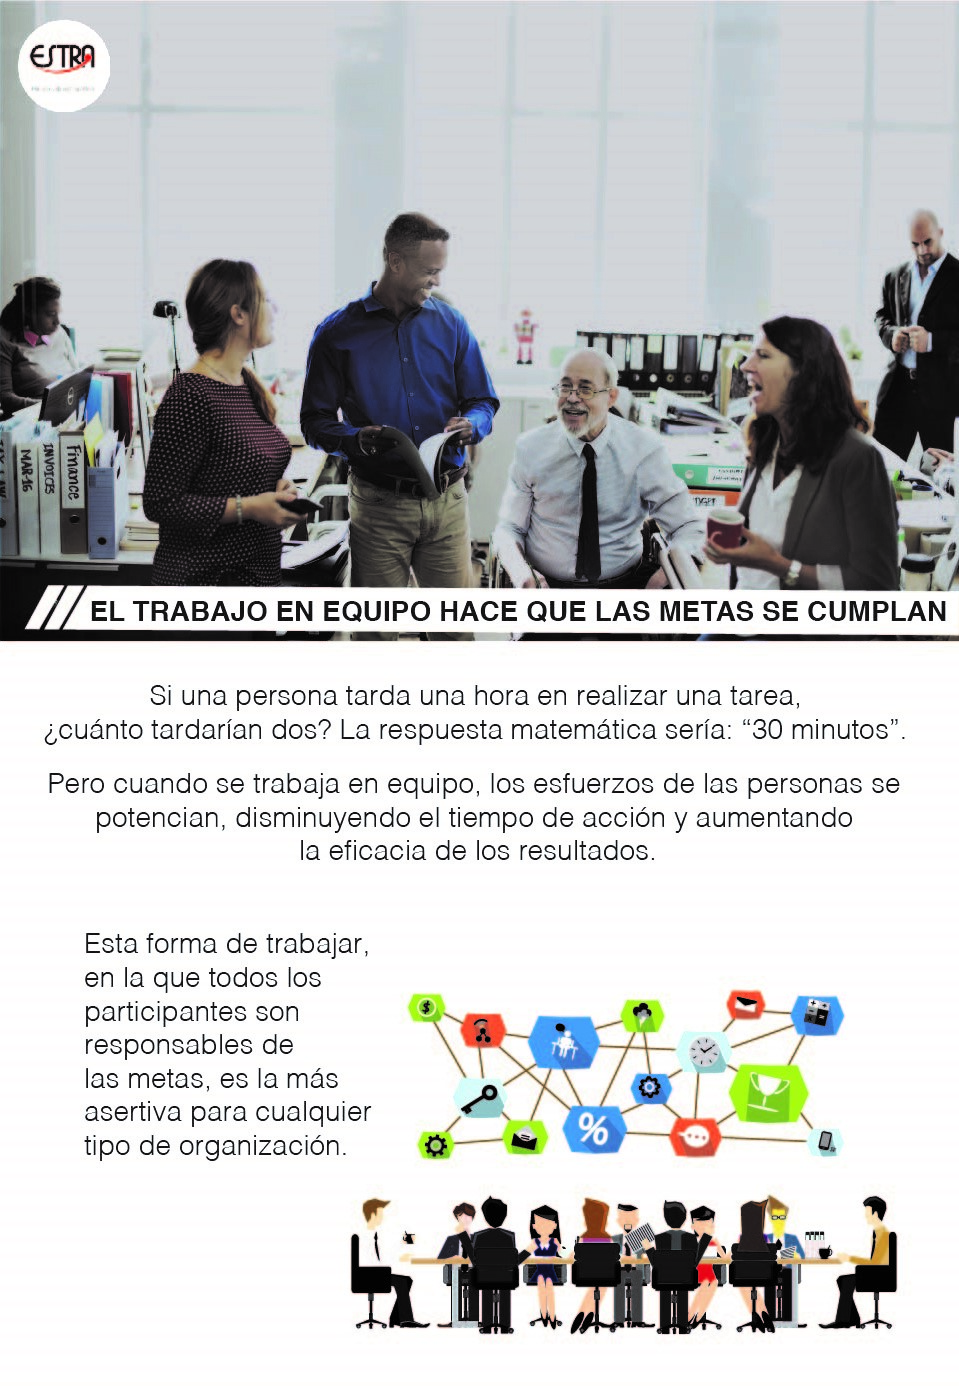 ESTRA
Finance
INVOICES
MAR-16
EL TRABAJO EN EQUIPO HACE QUE LAS METAS SE CUMPLAN
Si una persona tarda una hora en realizar una tarea,
¿cuánto tardarían dos? La respuesta matemática sería: “30 minutos”.
Pero cuando se trabaja en equipo, los esfuerzos de las personas se
potencian, disminuyendo el tiempo de acción y aumentando
la eficacia de los resultados.
Esta forma de trabajar,
en la que todos los
participantes son
responsables de
las metas, es la más
asertiva para cualquier
tipo de organización.
$
%